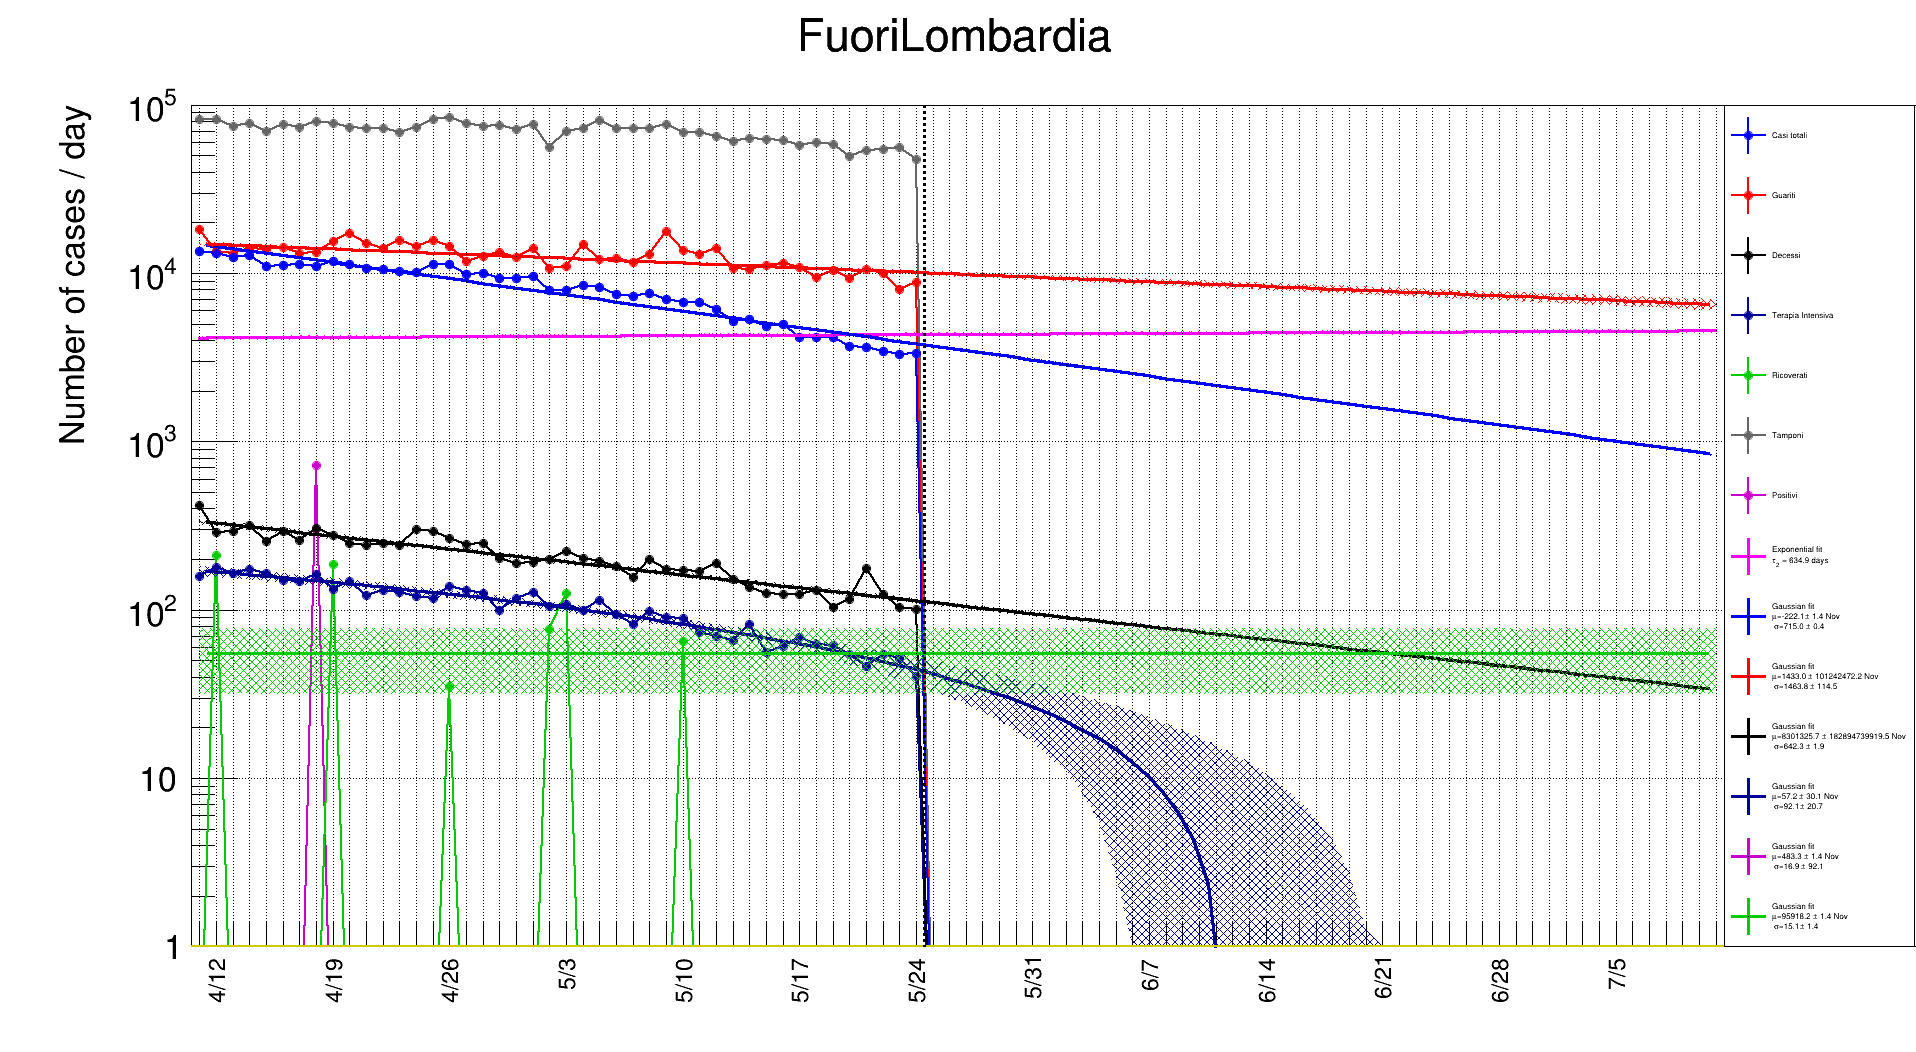 FuoriLombardia
Number of cases / day
10^5
10^4
10^3
10^2
10
1
4/12
4/19
4/26
5/3
5/10
5/17
5/24
5/31
6/7
6/14
6/21
6/28
7/5
Casi totali
Guariti
Decessi
Terapia Intensiva
Ricoverati
Tamponi
Positivi
Exponential fit
τ2 = 634.9 days
Gaussian fit
μ=-222.1± 1.4 Nov
σ=715.0 ± 0.4
Gaussian fit
μ=1433.0 ± 101242472.2 Nov
σ=1463.8 ± 114.5
Gaussian fit
μ=8301325.7 ± 182894739919.5 Nov
σ=642.3 ± 1.9
Gaussian fit
μ=57.2 ± 30.1 Nov
σ=92.1± 20.7
Gaussian fit
μ=483.3 ± 1.4 Nov
σ=16.9 ± 92.1
Gaussian fit
μ=95918.2 ± 1.4 Nov
σ=15.1± 1.4